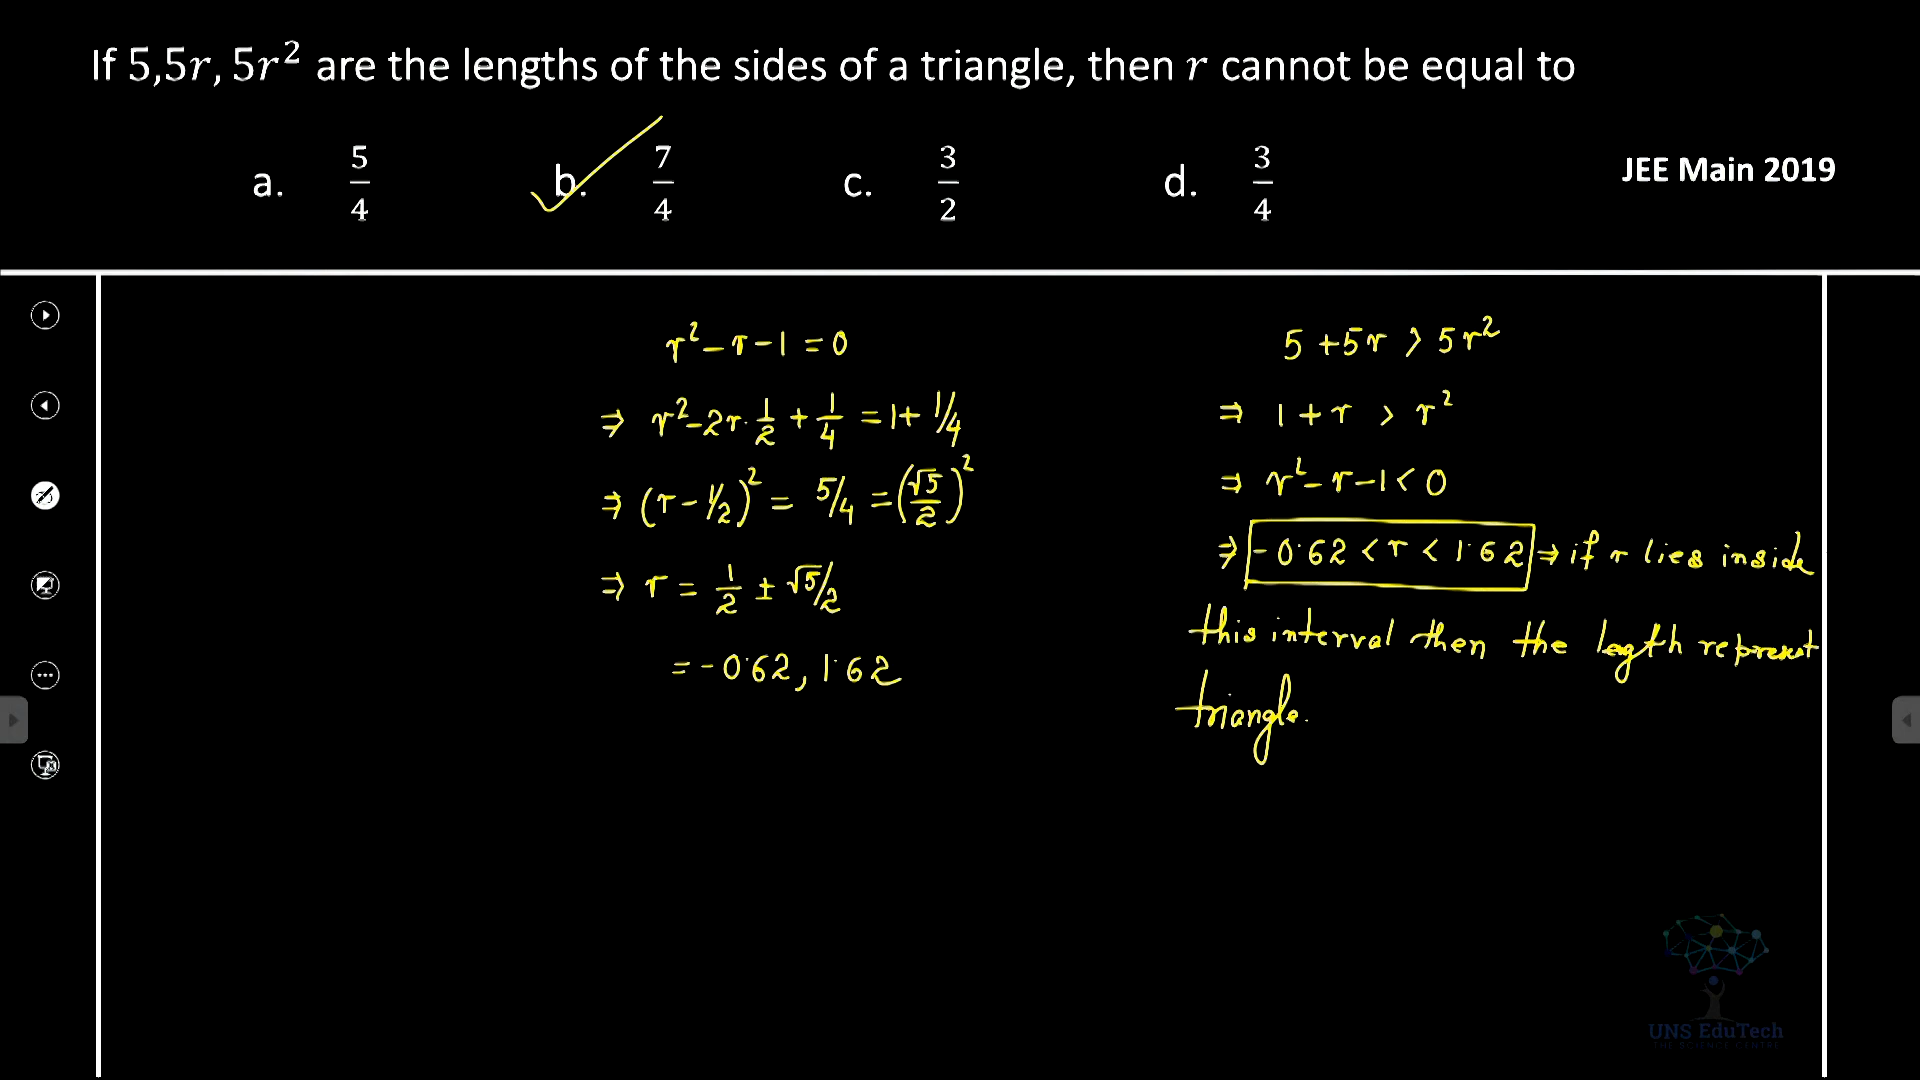 If 5,5r, 5r² are the lengths of the sides of a triangle, then r cannot be equal to
a. 5/4 b. 7/4 c. 3/2 d. 3/4
JEE Main 2019
r² - r - 1 = 0
⇒ r² - 2r · 1/2 + 1/4 = 1 + 1/4
⇒ (r - 1/2)² = 5/4 = (√5/2)²
⇒ r = 1/2 ± √5/2
= -0.62, 1.62
5 + 5r > 5r²
⇒ 1 + r > r²
⇒ r² - r - 1 < 0
⇒ -0.62 < r < 1.62 ⇒ if r lies inside
this interval then the legth represent
triangle.
UNS EduTech